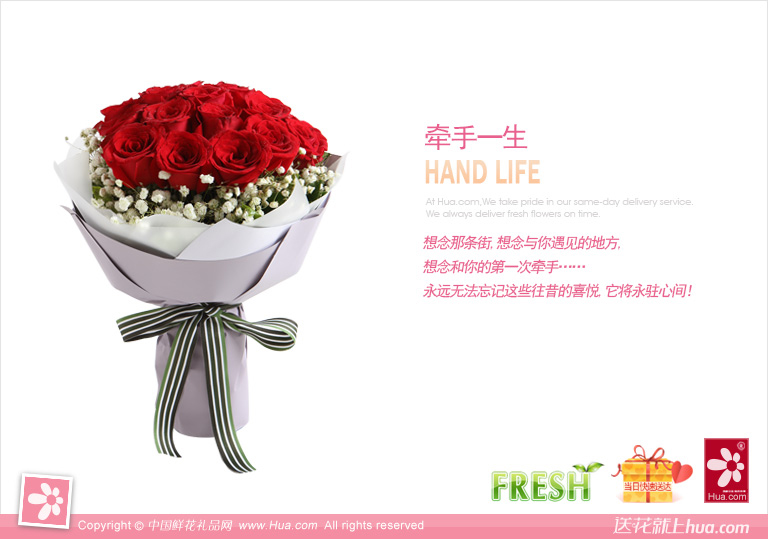 牵手一生
HAND LIFE
At Hua.com,We take pride in our same-day delivery service.
We always deliver fresh flowers on time.
想念那条街, 想念与你遇见的地方,
想念和你的第一次牵手……
永远无法忘记这些往昔的喜悦, 它将永驻心间!
FRESH
当日快速送达
Hua.com
Copyright © 中国鲜花礼品网 www.Hua.com All rights reserved
送花就上hua.com